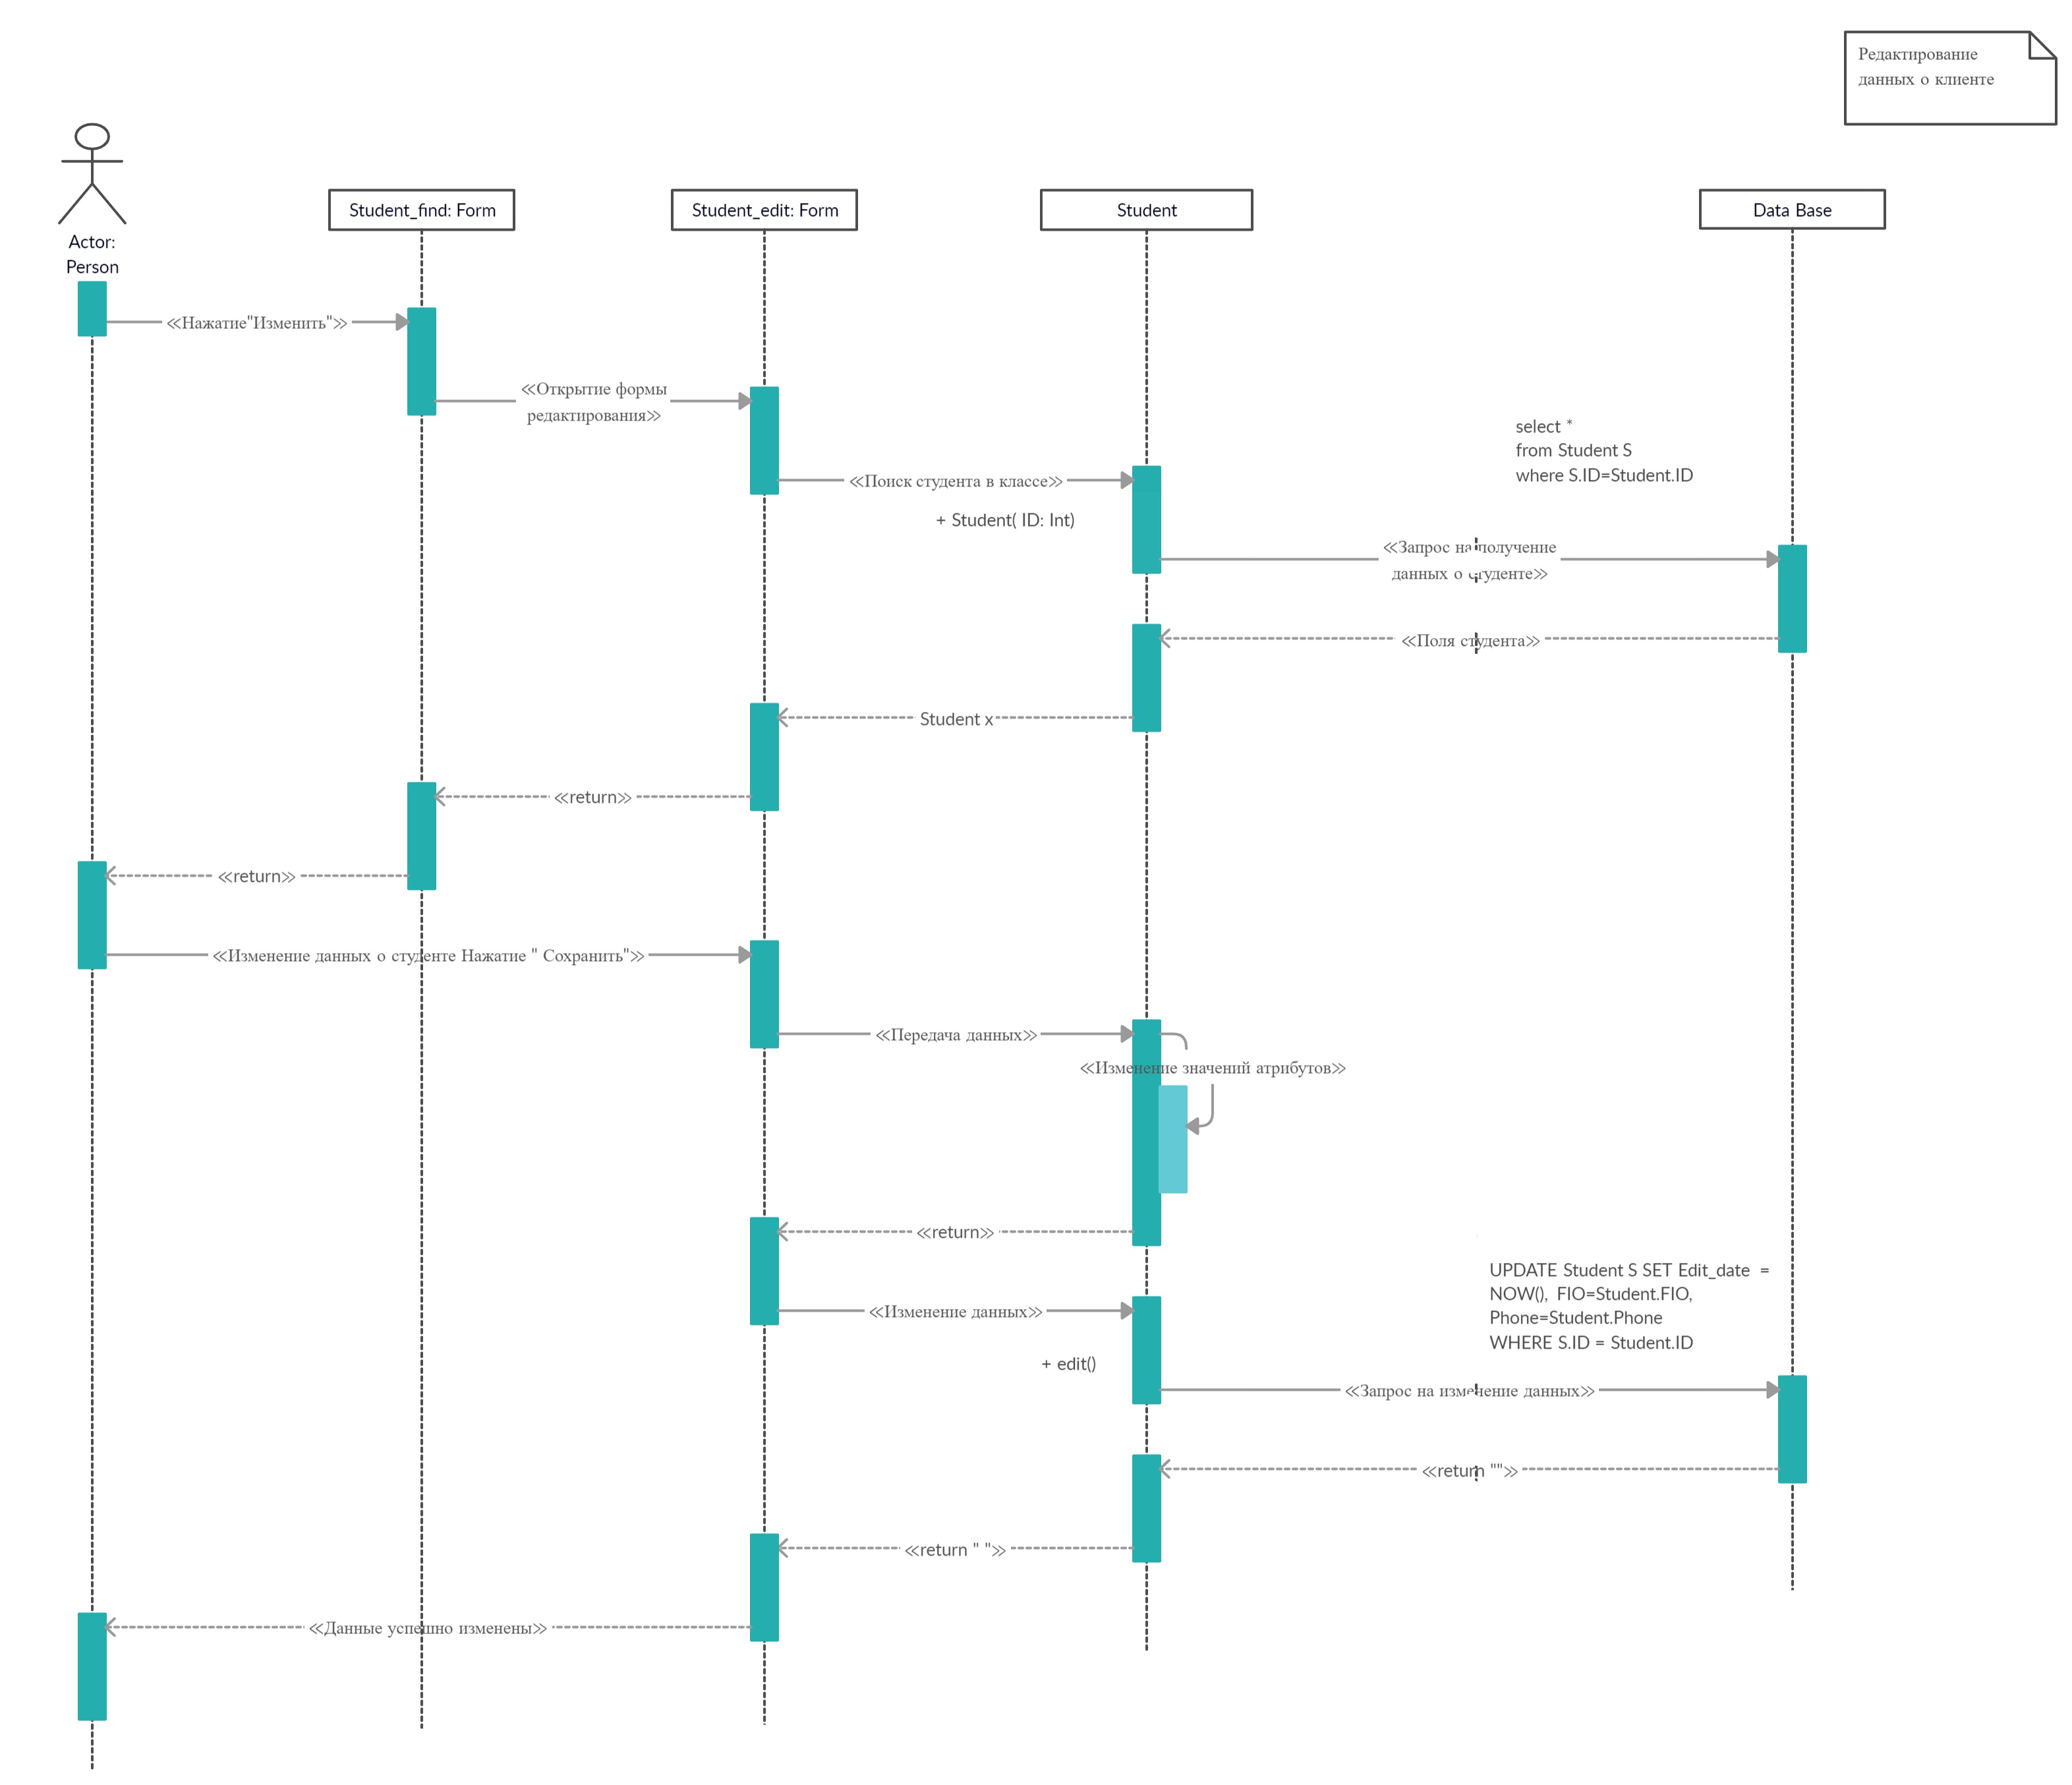 Редактирование
данных о клиенте
Actor:
Person
Student_find: Form
Student_edit: Form
Student
Data Base
≪Нажатие"Изменить"≫
≪Открытие формы
редактирования≫
select *
from Student S
where S.ID=Student.ID
≪Поиск студента в классе≫
+ Student( ID: Int)
≪Запрос на получение
данных о студенте≫
≪Поля студента≫
Student x
≪return≫
≪return≫
≪Изменение данных о студенте Нажатие " Сохранить"≫
≪Передача данных≫
≪Изменение значений атрибутов≫
≪return≫
UPDATE Student S SET Edit_date =
NOW(), FIO=Student.FIO,
Phone=Student.Phone
WHERE S.ID = Student.ID
≪Изменение данных≫
+ edit()
≪Запрос на изменение данных≫
≪return ""≫
≪return " "≫
≪Данные успешно изменены≫